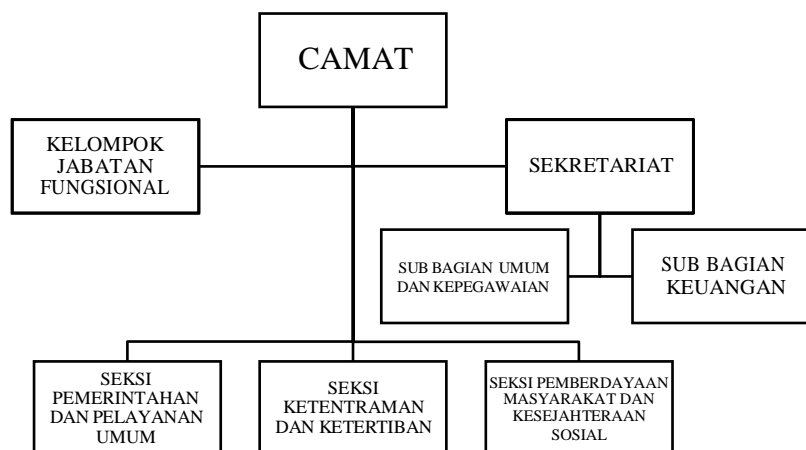 CAMAT
KELOMPOK
JABATAN
FUNGSIONAL
SEKRETARIAT
SUB BAGIAN UMUM
DAN KEPEGAWAIAN
SUB BAGIAN
KEUANGAN
SEKSI
PEMERINTAHAN
DAN PELAYANAN
UMUM
SEKSI
KETENTRAMAN
DAN KETERTIBAN
SEKSI PEMBERDAYAAN
MASYARAKAT DAN
KESEJAHTERAAN
SOSIAL